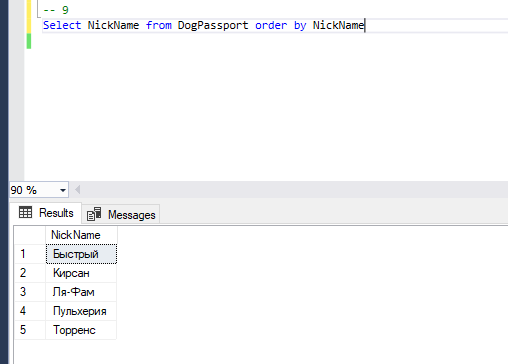 -- 9
Select NickName from DogPassport order by NickName
90 %
Results Messages
NickName
1 Быстрый
2 Кирсан
3 Ля-Фам
4 Пульхерия
5 Торренс